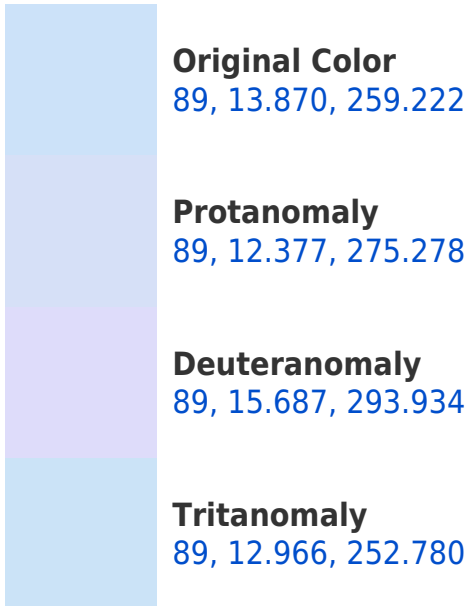 Original Color
89, 13.870, 259.222
Protanomaly
89, 12.377, 275.278
Deuteranomaly
89, 15.687, 293.934
Tritanomaly
89, 12.966, 252.780